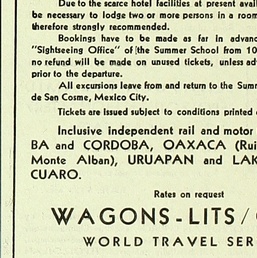 Due to the scarce hotel facilities at present avail
be necessary to lodge two or more persons in a room
therefore strongly recommended.
Bookings have to be made as far in advanc
"Sightseeing Office" of the Summer School from 10
no refund will be made on unused tickets, unless adv
prior to the departure.
All excursions leave from and return to the Summ
de San Cosme, Mexico City.
Tickets are issued subject to conditions printed
Inclusive independent rail and motor
BA and CORDOBA, OAXACA (Rui
Monte Alban), URUAPAN and LAK
CUARO.
Rates on request
WAGONS-LITS/
WORLD TRAVEL SER